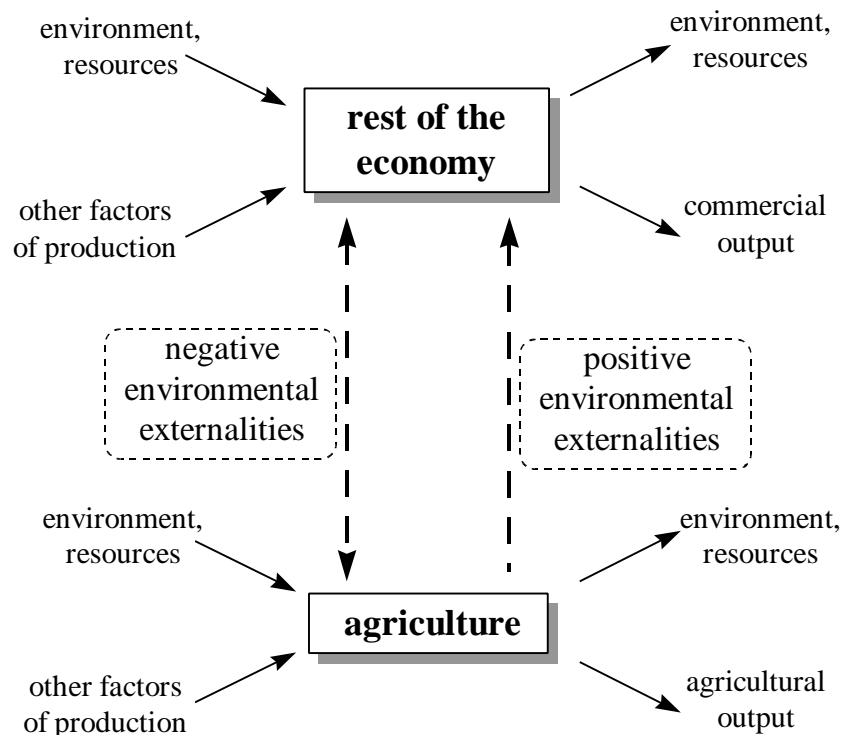 environment,
resources
environment,
resources
rest of the
economy
other factors
of production
commercial
output
negative
environmental
externalities
positive
environmental
externalities
environment,
resources
environment,
resources
agriculture
other factors
of production
agricultural
output